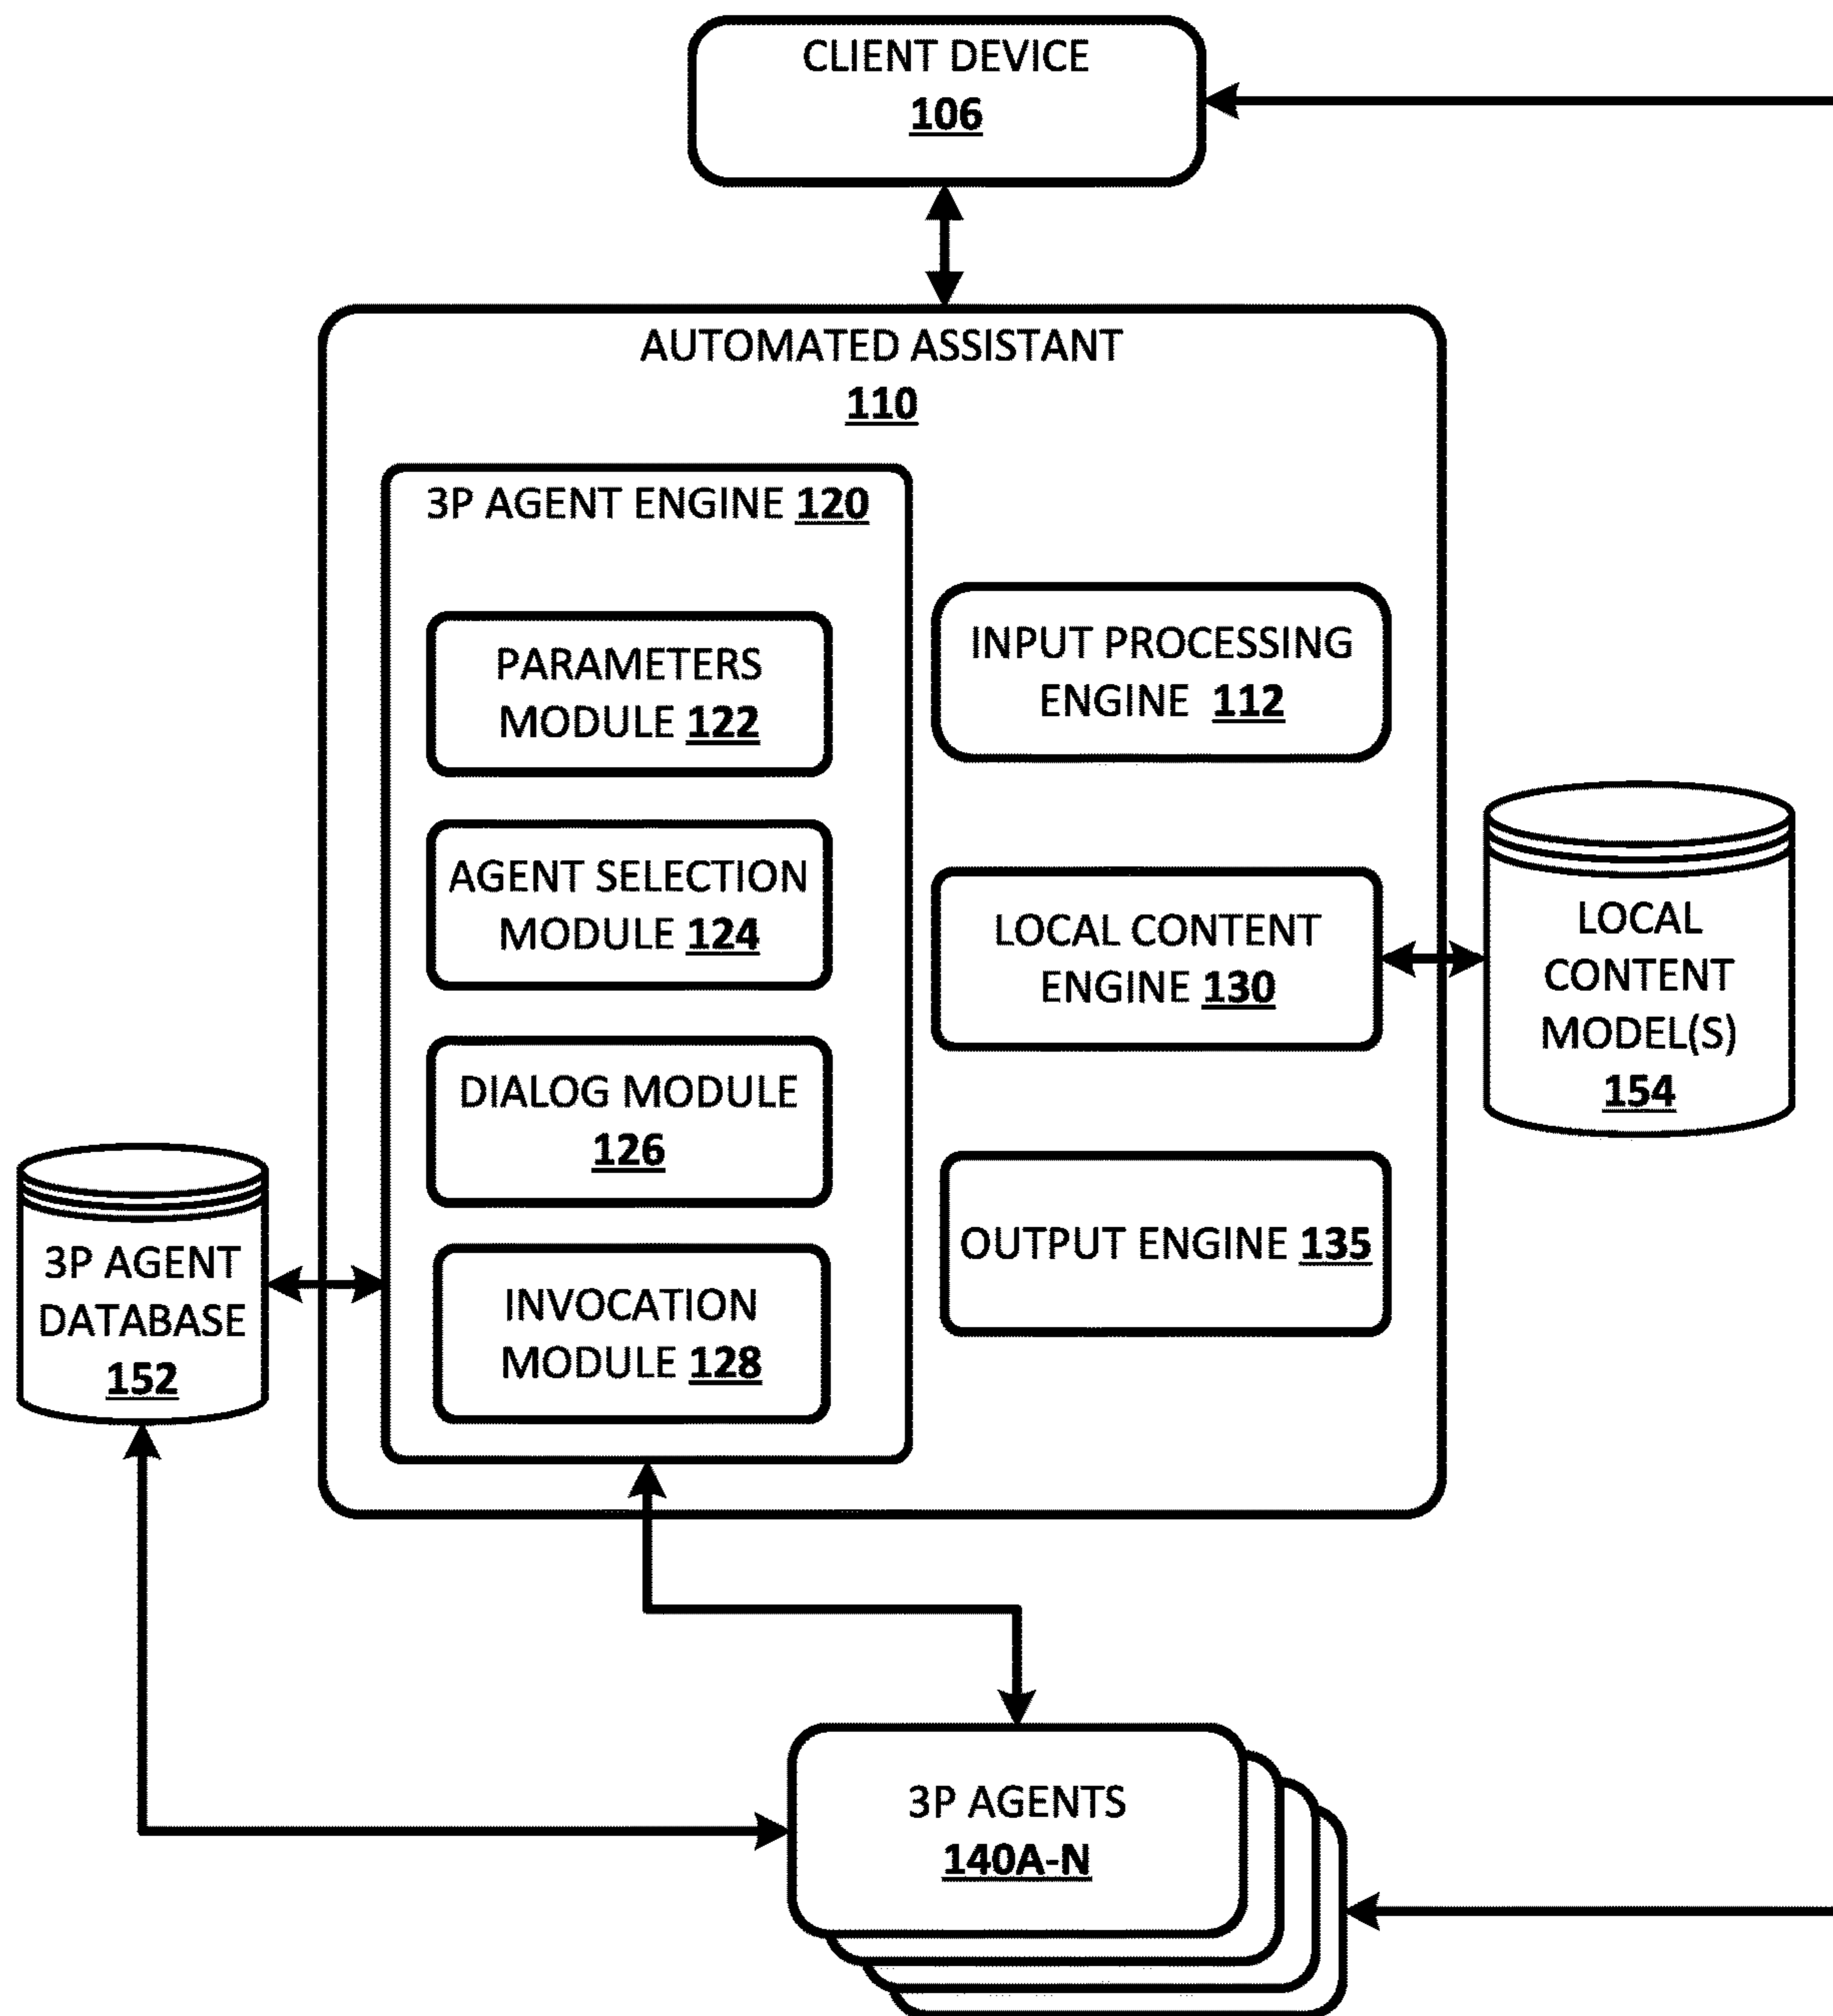 CLIENT DEVICE
106
AUTOMATED ASSISTANT
110
3P AGENT ENGINE 120
PARAMETERS
MODULE 122
AGENT SELECTION
MODULE 124
DIALOG MODULE
126
INVOCATION
MODULE 128
INPUT PROCESSING
ENGINE 112
LOCAL CONTENT
ENGINE 130
OUTPUT ENGINE 135
LOCAL
CONTENT
MODEL(S)
154
3P AGENT
DATABASE
152
3P AGENTS
140A-N